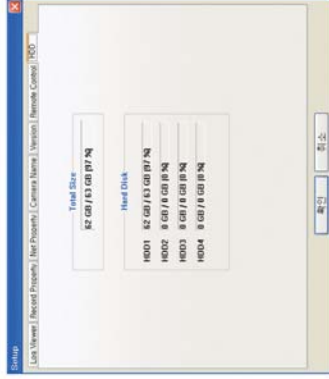 Setup
Log Viewer Record Property Net Property Camera Name Version Remote Control HDD
Total Size
62 GB / 63 GB (97 %)
Hard Disk
HDD1 62 GB / 63 GB (97 %)
HDD2 0 GB / 0 GB (0 %)
HDD3 0 GB / 0 GB (0 %)
HDD4 0 GB / 0 GB (0 %)
확인 취소